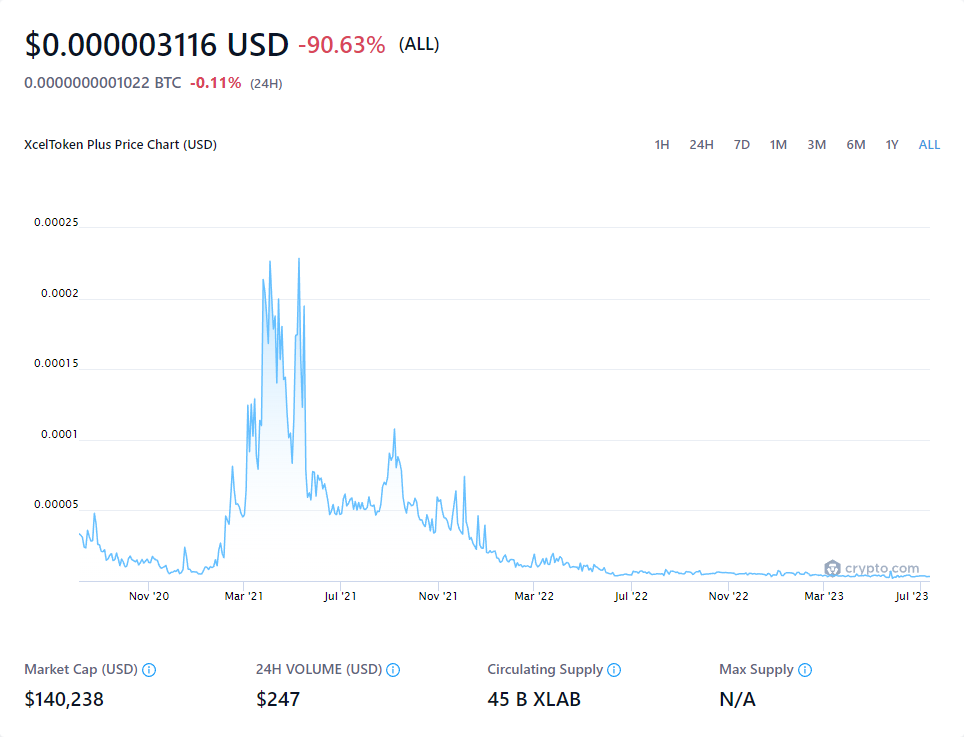 $0.000003116 USD -90.63% (ALL)
0.0000000001022 BTC -0.11% (24H)
XcelToken Plus Price Chart (USD) 1H 24H 7D 1M 3M 6M 1Y ALL
0.00025
0.0002
0.00015
0.0001
0.00005
crypto.com
Nov '20 Mar '21 Jul '21 Nov '21 Mar '22 Jul '22 Nov '22 Mar '23 Jul '23
Market Cap (USD) 24H VOLUME (USD) Circulating Supply Max Supply
$140,238 $247 45 B XLAB N/A